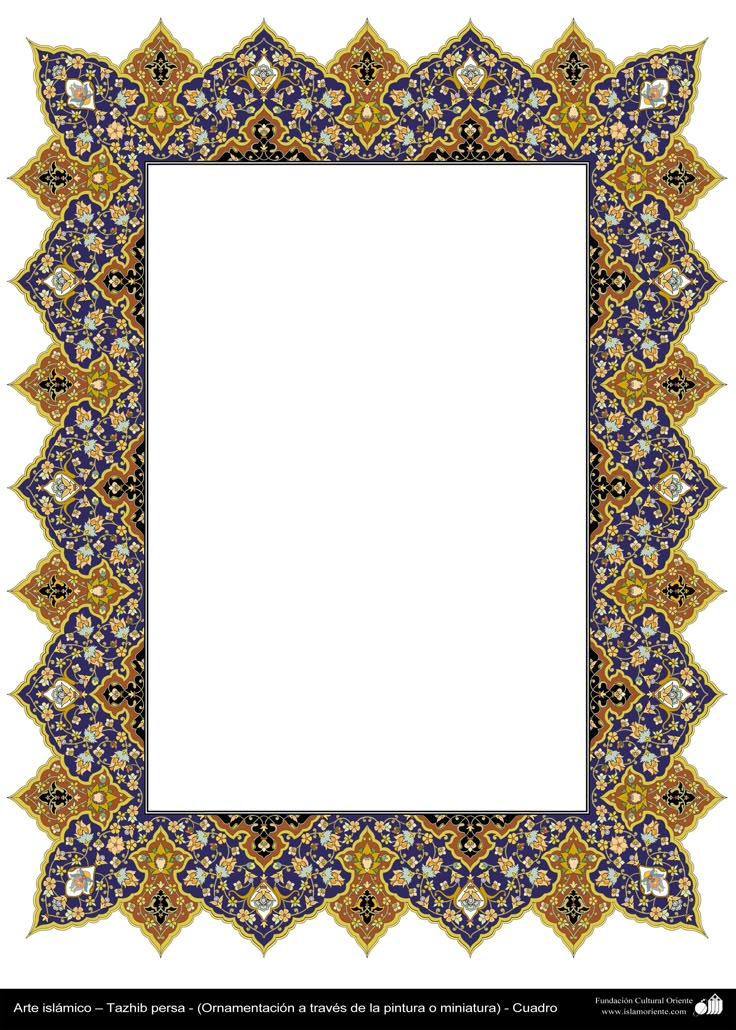 Arte islámico – Tazhib persa - (Ornamentación a través de la pintura o miniatura) - Cuadro
Fundación Cultural Oriente
www.islamoriente.com